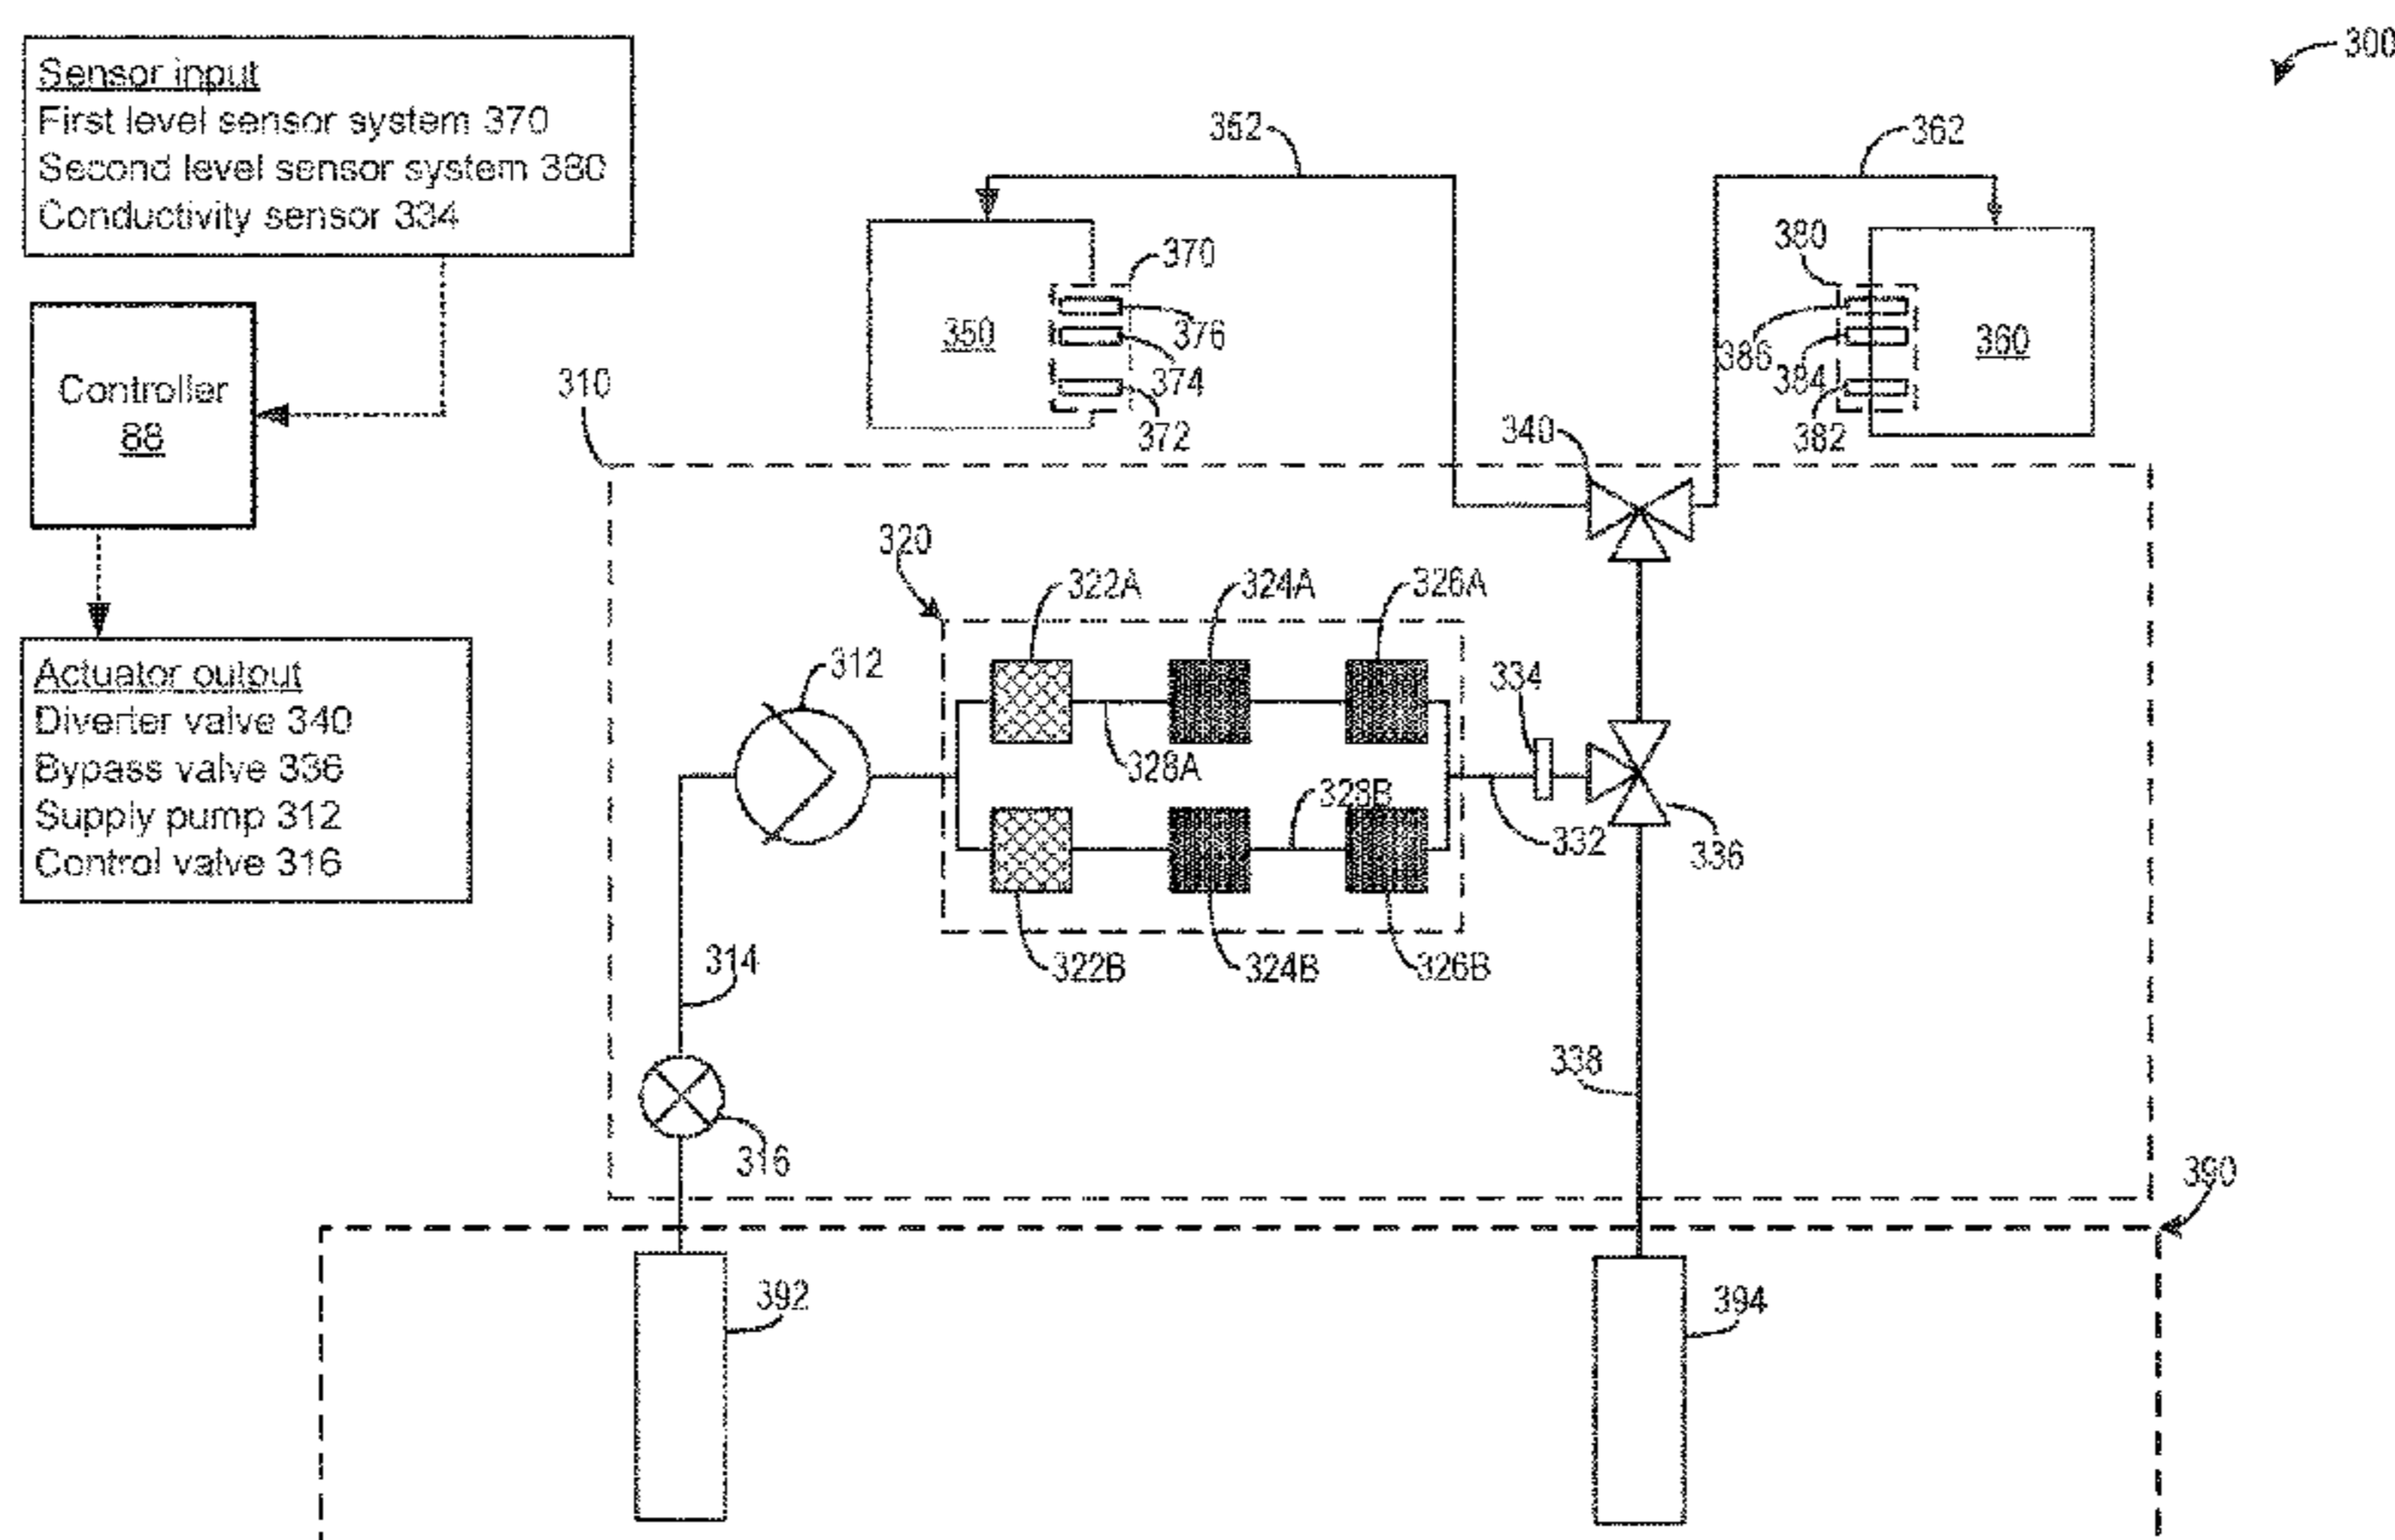 300
Sensor input
First level sensor system 370
Second level sensor system 380
Conductivity sensor 334
352
362
370
376
374
372
350
380
386
384
382
360
Controller
88
310
340
320
322A
324A
326A
312
334
328A
328B
332
336
322B
324B
326B
Actuator output
Diverter valve 340
Bypass valve 336
Supply pump 312
Control valve 316
314
316
338
390
392
394